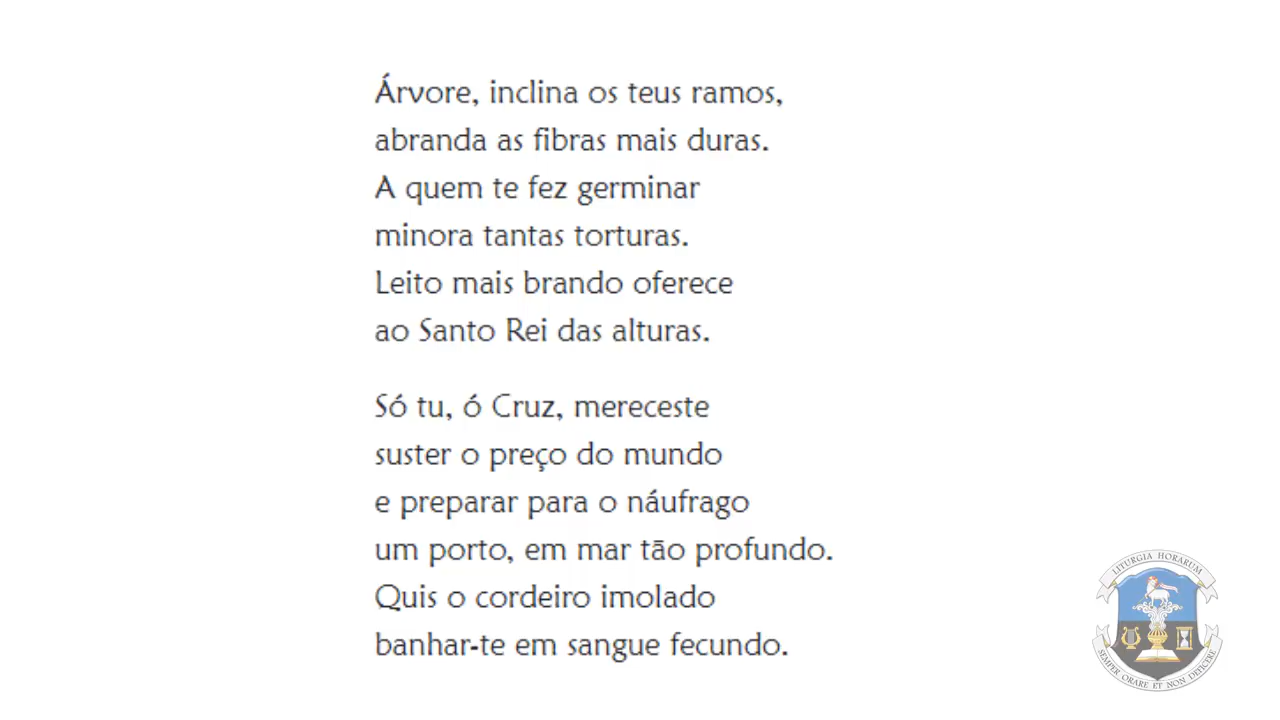 Árvore, inclina os teus ramos,
abranda as fibras mais duras.
A quem te fez germinar
minora tantas torturas.
Leito mais brando oferece
ao Santo Rei das alturas.
Só tu, ó Cruz, mereceste
suster o preço do mundo
e preparar para o náufrago
um porto, em mar tão profundo.
Quis o cordeiro imolado
banhar-te em sangue fecundo.
LITURGIA HORARUM
SEMPER ORARE ET NON DEFICERE